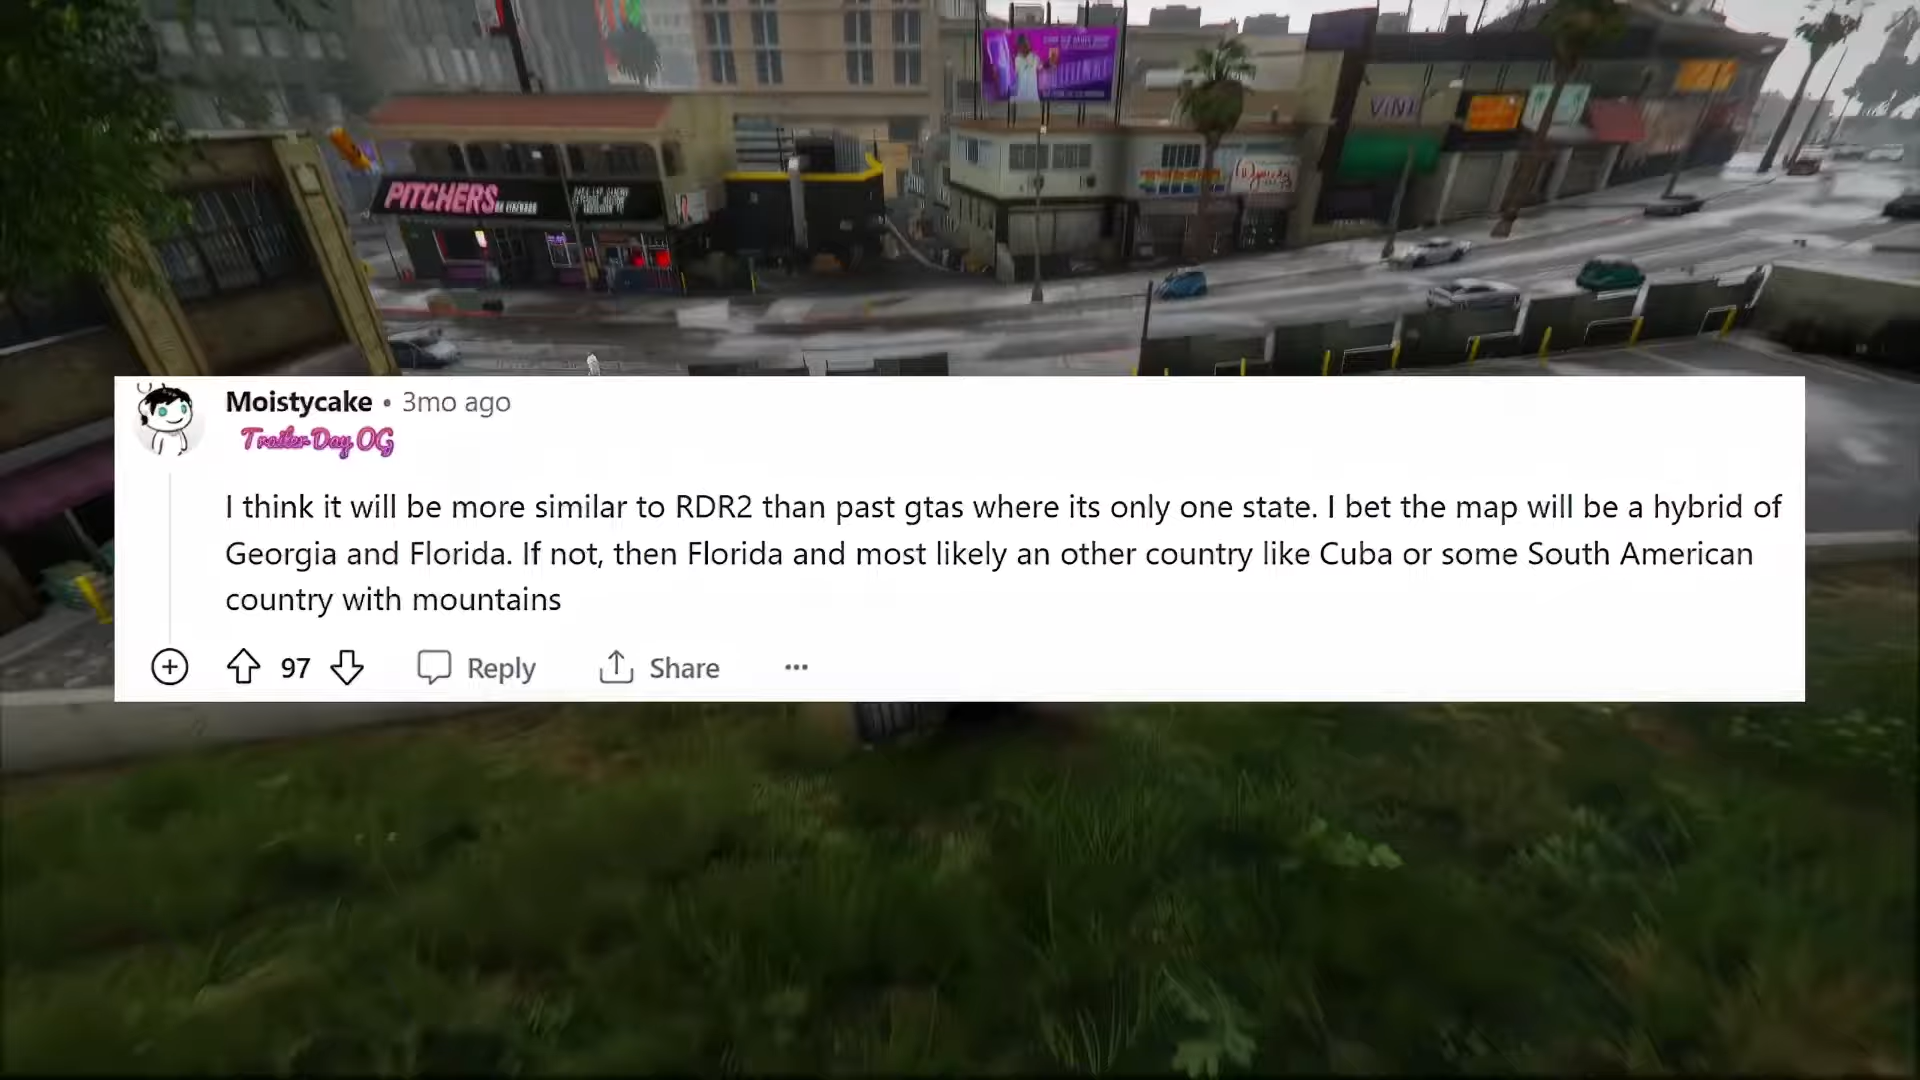 PITCHERS
VINI
Moistycake • 3mo ago
Trailer Day OG
I think it will be more similar to RDR2 than past gtas where its only one state. I bet the map will be a hybrid of
Georgia and Florida. If not, then Florida and most likely an other country like Cuba or some South American
country with mountains
97 Reply Share ...